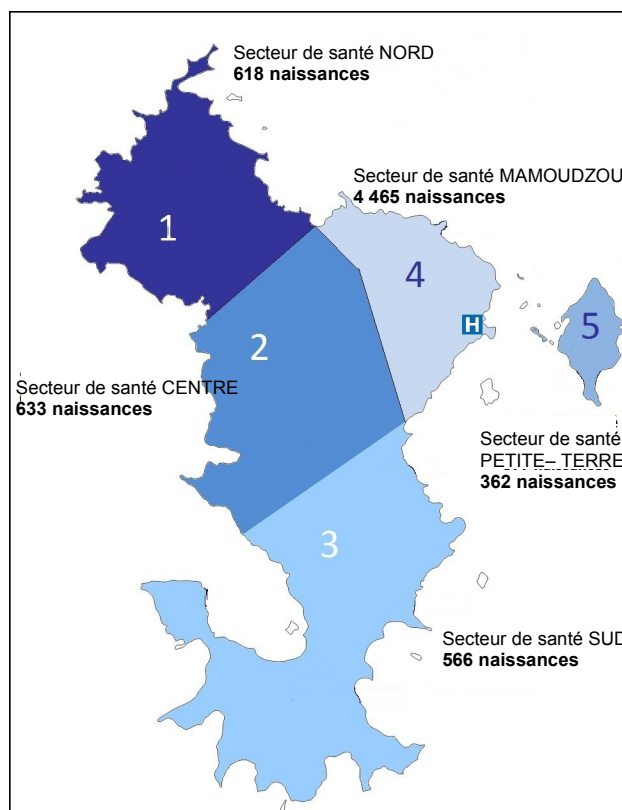 Secteur de santé NORD
618 naissances
Secteur de santé MAMOUDZOU
4 465 naissances
1
4
H
5
2
Secteur de santé CENTRE
633 naissances
Secteur de santé
PETITE– TERRE
362 naissances
3
Secteur de santé SUD
566 naissances